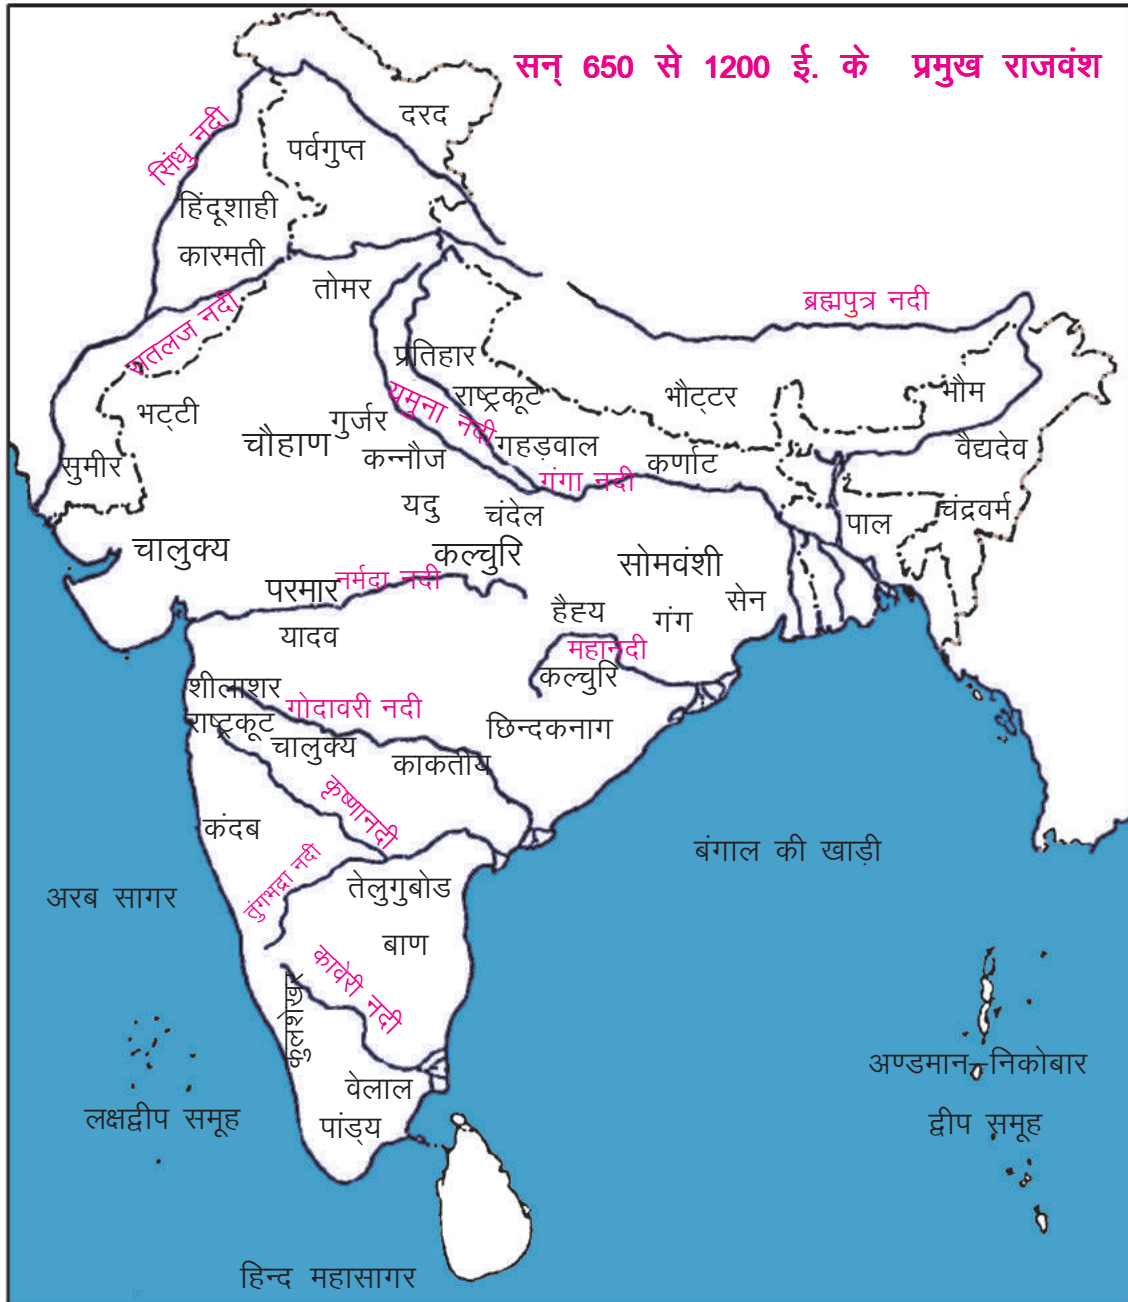 सन् 650 से 1200 ई. के प्रमुख राजवंश
दरद
सिंधु नदी
पर्वगुप्त
हिंदूशाही
कारमती
तोमर
ब्रह्मपुत्र नदी
सतलज नदी
प्रतिहार
राष्ट्रकूट
यमुना नदी
भौट्टर
भौम
भट्टी
गुर्जर
चौहाण
गहड़वाल
वैद्यदेव
कन्नौज
कर्णाट
सुमीर
गंगा नदी
यदु
चंदेल
पाल
चंद्रवर्म
चालुक्य
कल्चुरि
सोमवंशी
परमार
नर्मदा नदी
सेन
हैह्य
गंग
यादव
महानदी
कल्चुरि
शीलाशर
गोदावरी नदी
राष्ट्रकूट
छिन्दकनाग
चालुक्य
काकतीय
कृष्णानदी
कंदब
बंगाल की खाड़ी
तुंगभद्रा नदी
तेलुगुबोड
अरब सागर
बाण
कावेरी नदी
कुलशेखर
अण्डमान–निकोबार
द्वीप समूह
वेलाल
लक्षद्वीप समूह
पांड्य
हिन्द महासागर